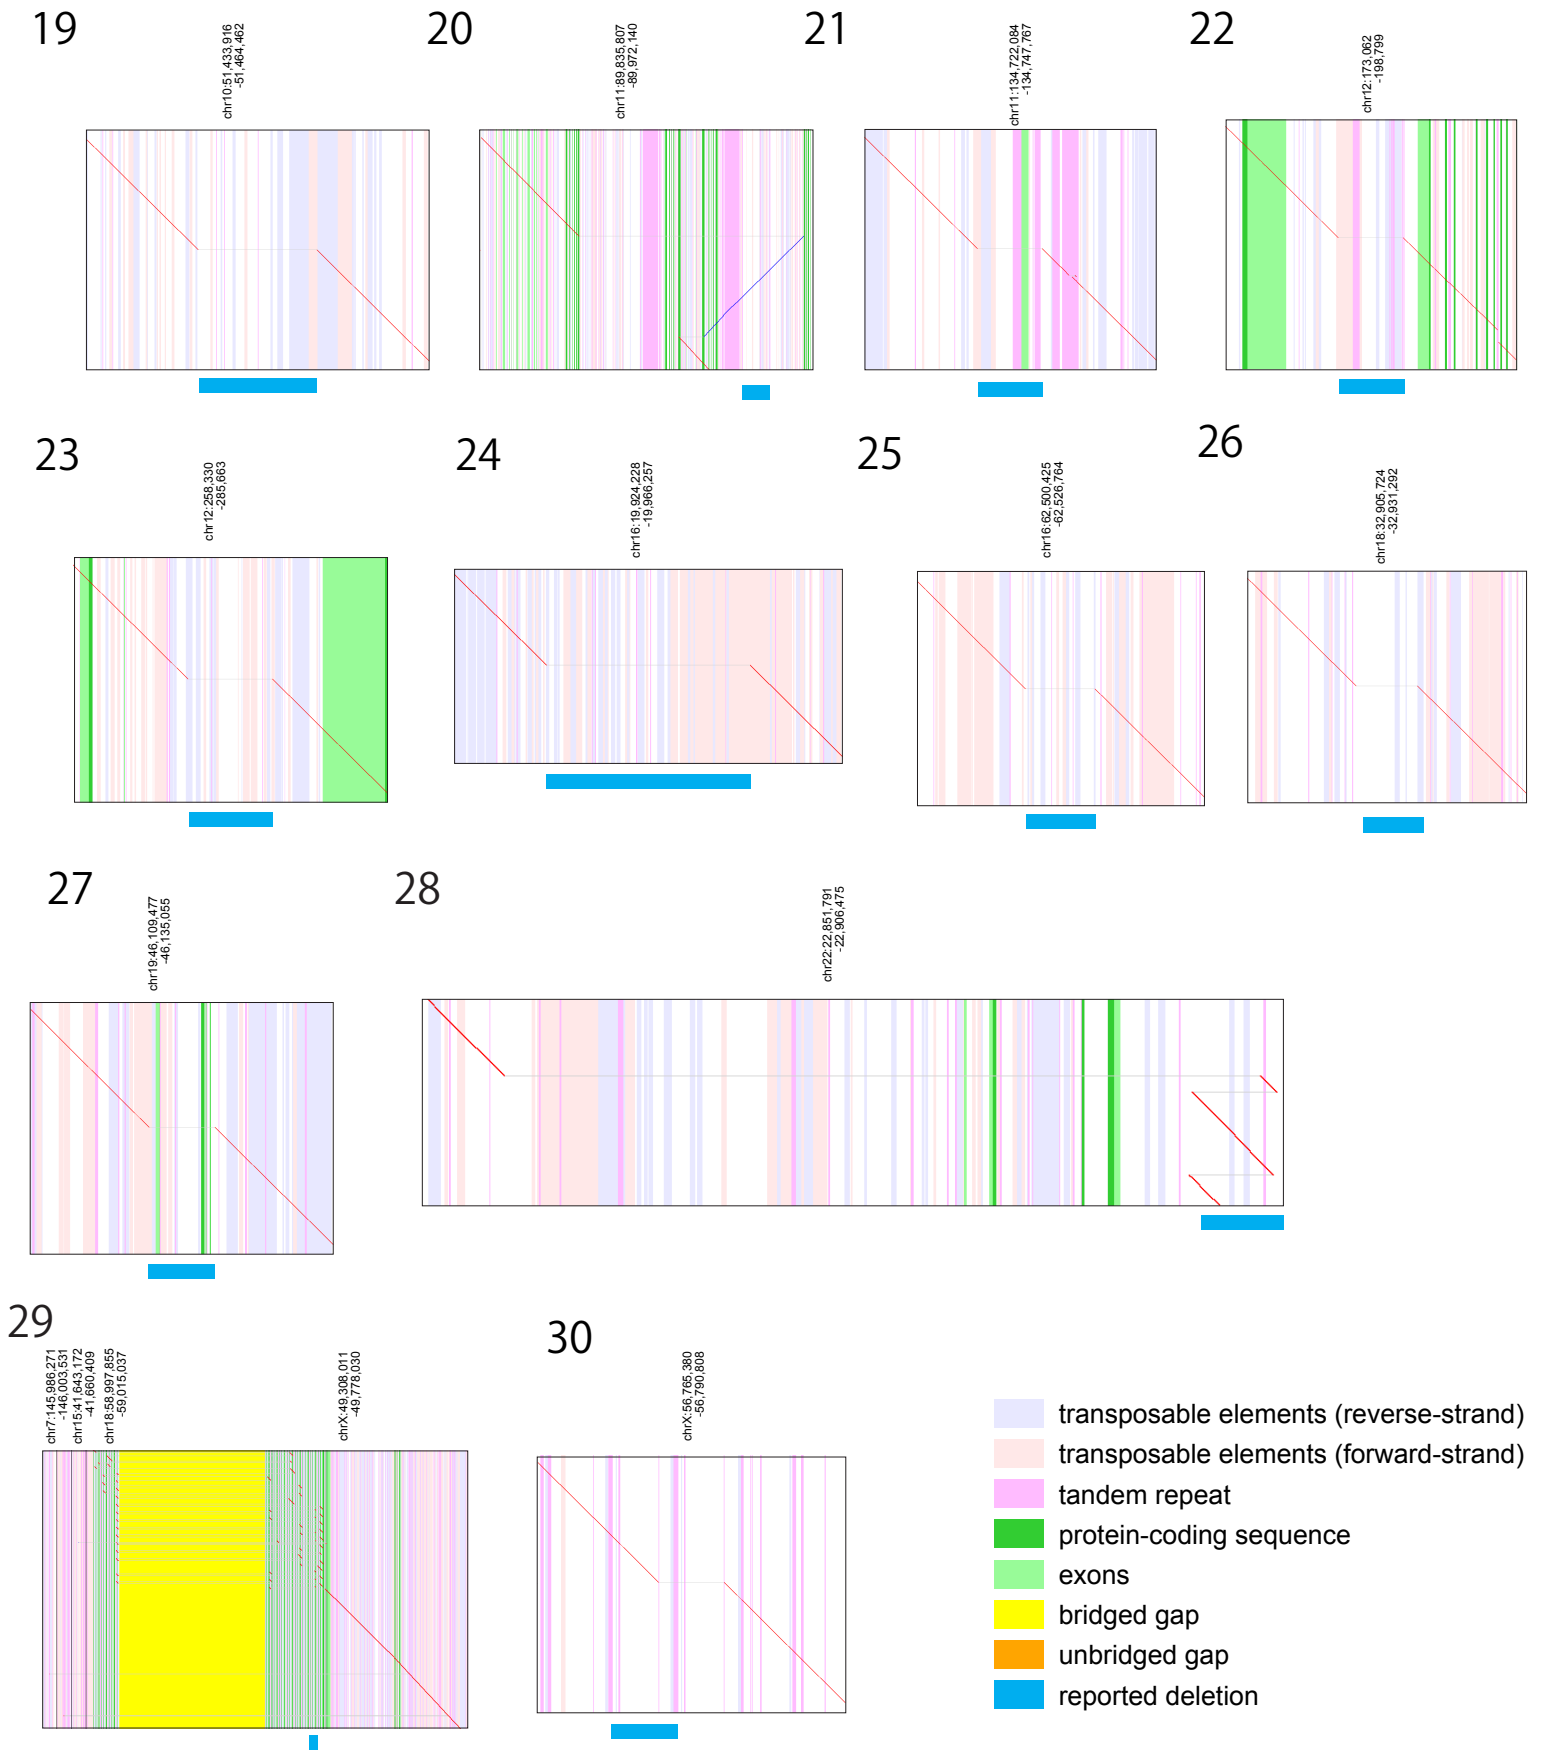 19
chr10:51,433,916
-51,464,462
20
chr11:89,835,807
-89,972,140
21
chr11:134,722,084
-134,747,767
22
chr12:173,062
-198,799
23
chr12:258,330
-285,663
24
chr16:19,924,228
-19,966,257
25
chr16:62,500,425
-62,526,764
26
chr18:32,905,724
-32,931,292
27
chr19:46,109,477
-46,135,055
28
chr22:22,851,791
-22,906,475
29
chr7:145,986,271
-146,003,531
chr15:41,643,172
-41,660,409
chr18:58,997,855
-59,015,037
chrX:49,308,011
-49,778,030
30
chrX:56,765,380
-56,790,808
transposable elements (reverse-strand)
transposable elements (forward-strand)
tandem repeat
protein-coding sequence
exons
bridged gap
unbridged gap
reported deletion